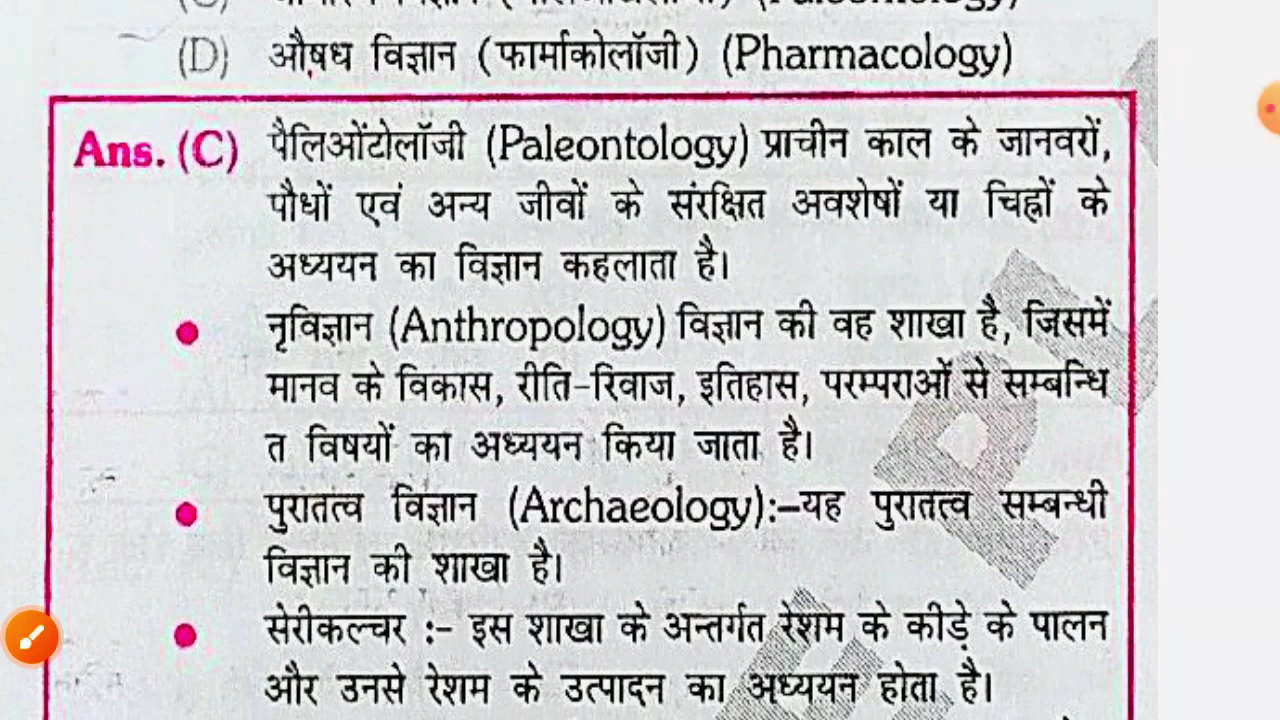 (D) औषध विज्ञान (फार्माकोलॉजी) (Pharmacology)
Ans. (C) पैलिओंटोलॉजी (Paleontology) प्राचीन काल के जानवरों,
पौधों एवं अन्य जीवों के संरक्षित अवशेषों या चिह्नों के
अध्ययन का विज्ञान कहलाता है।
● नृविज्ञान (Anthropology) विज्ञान की वह शाखा है, जिसमें
मानव के विकास, रीति-रिवाज, इतिहास, परम्पराओं से सम्बन्धि
त विषयों का अध्ययन किया जाता है।
● पुरातत्व विज्ञान (Archaeology):–यह पुरातत्व सम्बन्धी
विज्ञान की शाखा है।
● सेरीकल्चर :- इस शाखा के अन्तर्गत रेशम के कीड़े के पालन
और उनसे रेशम के उत्पादन का अध्ययन होता है।